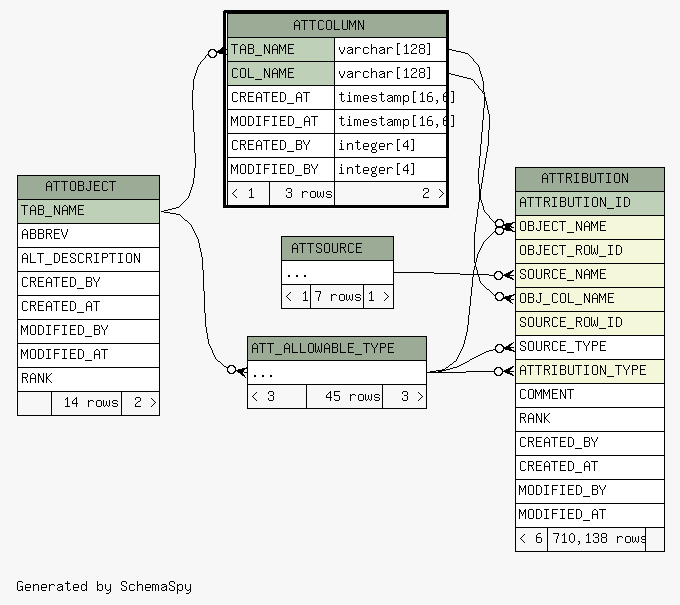 ATTCOLUMN
TAB_NAME varchar[128]
COL_NAME varchar[128]
CREATED_AT timestamp[16,6]
MODIFIED_AT timestamp[16,6]
CREATED_BY integer[4]
MODIFIED_BY integer[4]
< 1 3 rows 2 >
ATTOBJECT
TAB_NAME
ABBREV
ALT_DESCRIPTION
CREATED_BY
CREATED_AT
MODIFIED_BY
MODIFIED_AT
RANK
14 rows 2 >
ATTSOURCE
...
< 1 7 rows 1 >
ATT_ALLOWABLE_TYPE
...
< 3 45 rows 3 >
ATTRIBUTION
ATTRIBUTION_ID
OBJECT_NAME
OBJECT_ROW_ID
SOURCE_NAME
OBJ_COL_NAME
SOURCE_ROW_ID
SOURCE_TYPE
ATTRIBUTION_TYPE
COMMENT
RANK
CREATED_BY
CREATED_AT
MODIFIED_BY
MODIFIED_AT
< 6 710,138 rows
Generated by SchemaSpy